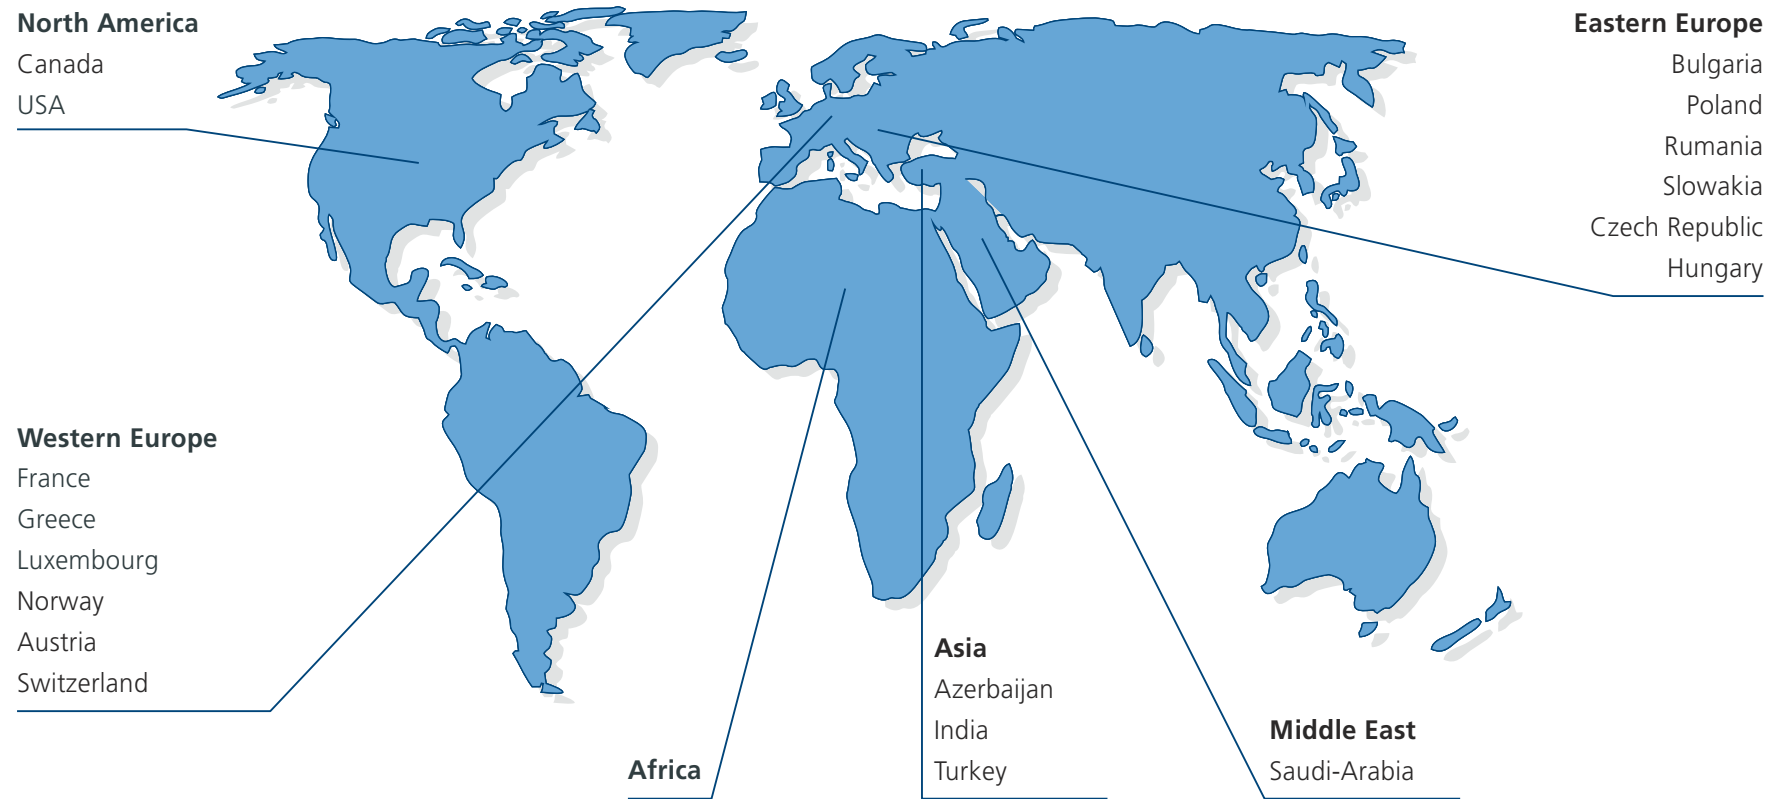 North America
Canada
USA
Eastern Europe
Bulgaria
Poland
Rumania
Slowakia
Czech Republic
Hungary
Western Europe
France
Greece
Luxembourg
Norway
Austria
Switzerland
Africa
Asia
Azerbaijan
India
Turkey
Middle East
Saudi-Arabia